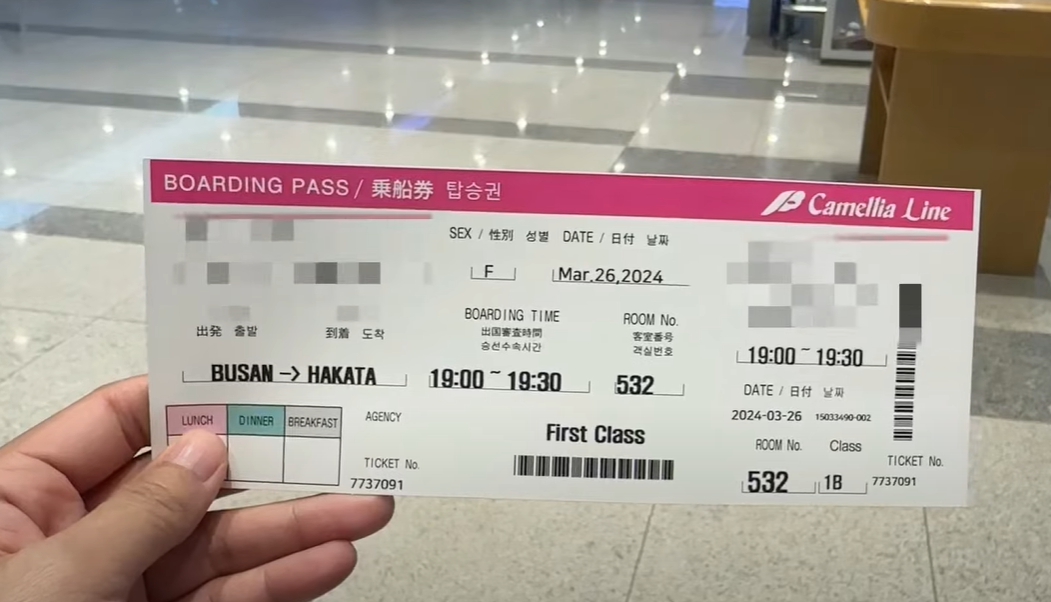 BOARDING PASS / 乗船券 탑승권
Camellia Line
SEX / 性別 성별 DATE / 日付 날짜
F Mar.26,2024
BOARDING TIME
出国審査時間
승선수속시간
ROOM No.
客室番号
객실번호
出発 출발 到着 도착
BUSAN -> HAKATA
19:00 ~ 19:30
532
LUNCH DINNER BREAKFAST
AGENCY
First Class
TICKET No.
7737091
19:00 ~ 19:30
DATE / 日付 날짜
2024-03-26 15033490-002
ROOM No. Class
532 1B
TICKET No.
7737091